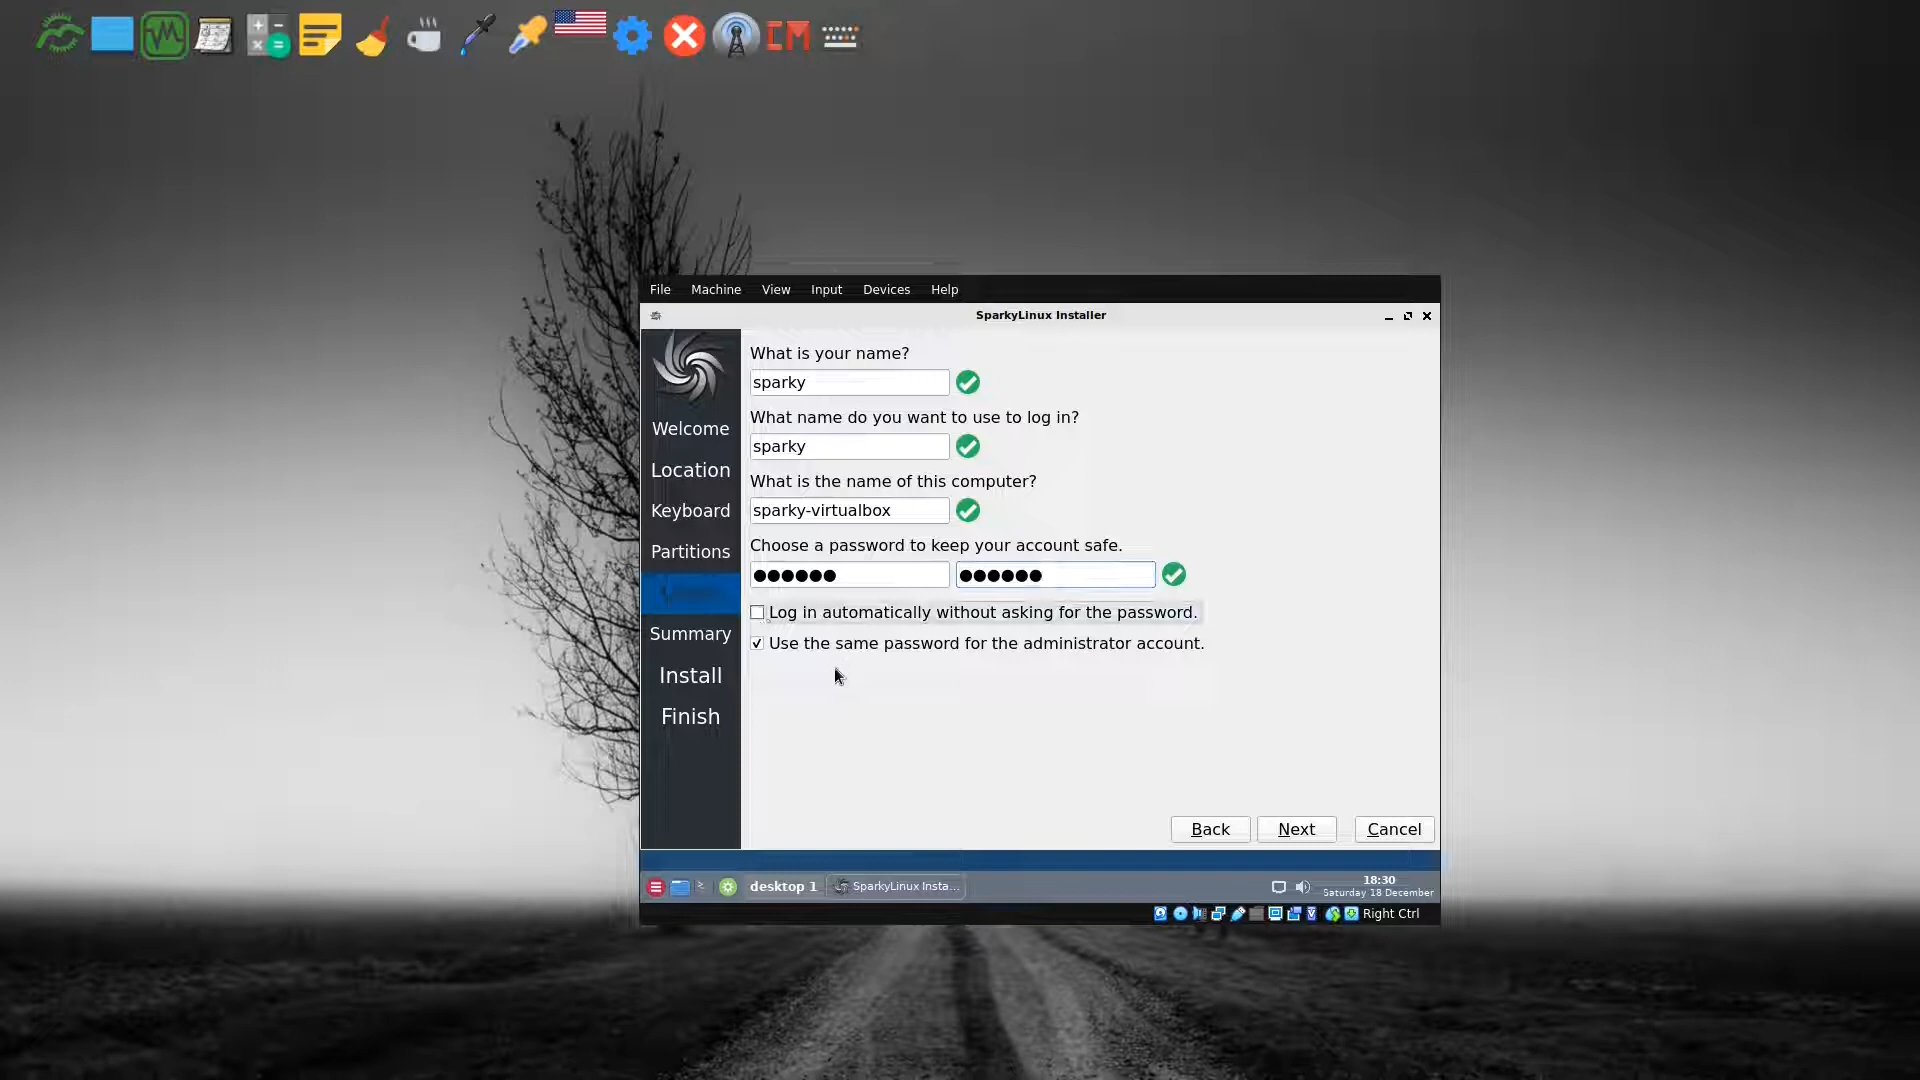 File Machine View Input Devices Help
SparkyLinux Installer
What is your name?
sparky
What name do you want to use to log in?
sparky
What is the name of this computer?
sparky-virtualbox
Choose a password to keep your account safe.
Log in automatically without asking for the password.
Use the same password for the administrator account.
Welcome
Location
Keyboard
Partitions
Summary
Install
Finish
Back Next Cancel
desktop 1 SparkyLinux Insta...
18:30
Saturday 18 December
Right Ctrl